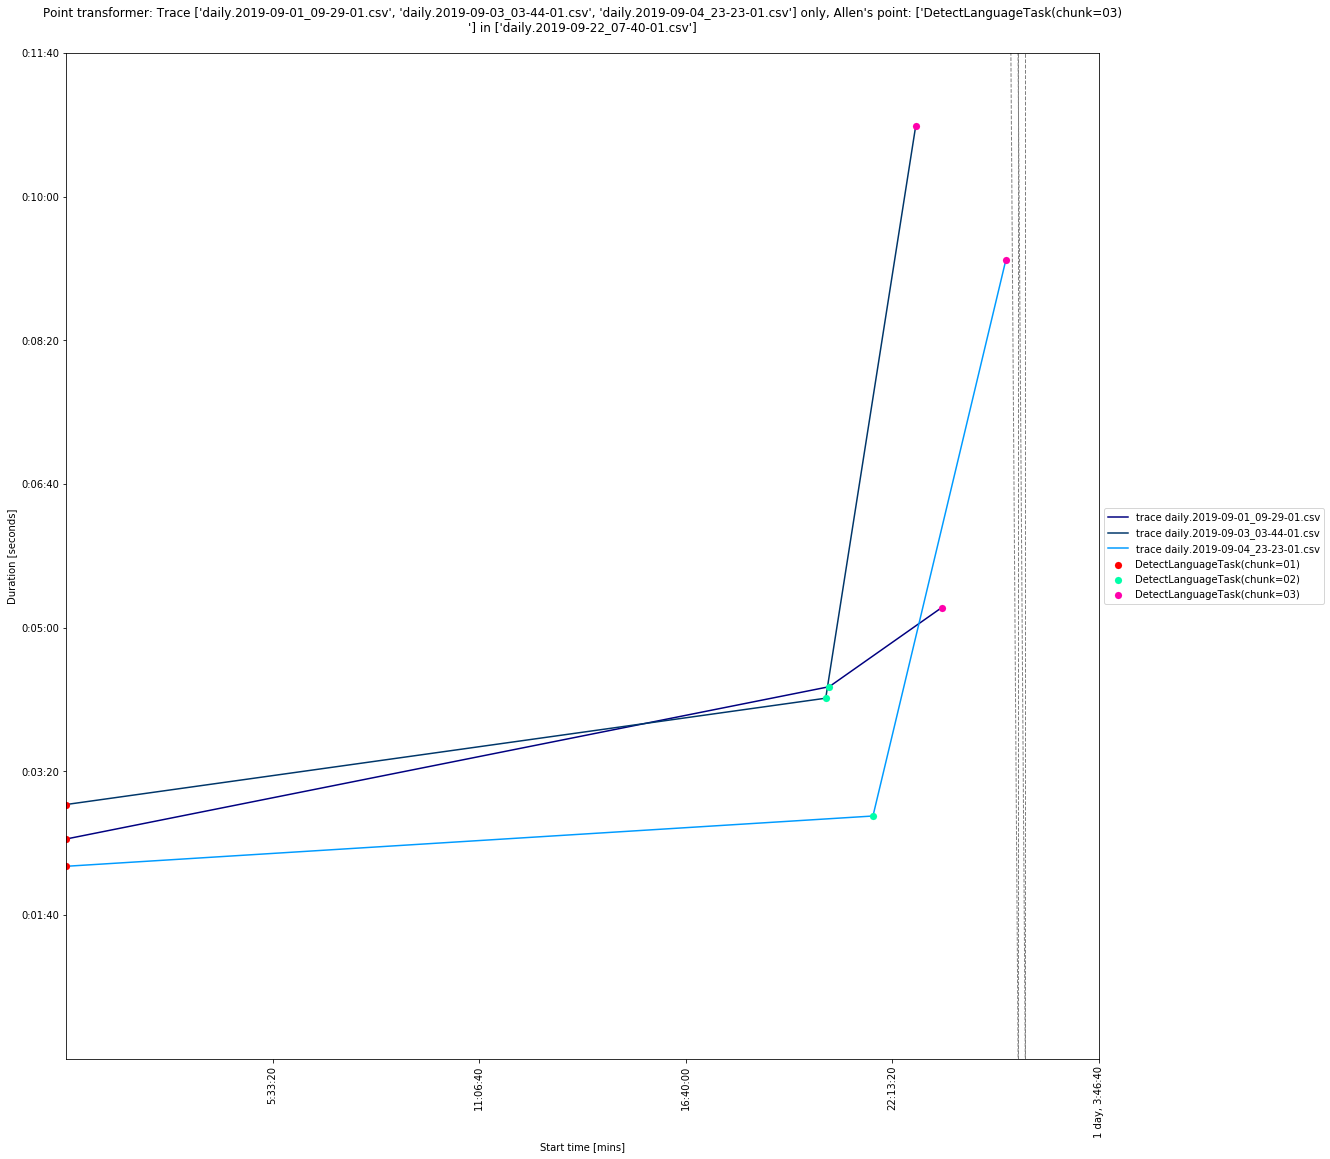 Point transformer: Trace ['daily.2019-09-01_09-29-01.csv', 'daily.2019-09-03_03-44-01.csv', 'daily.2019-09-04_23-23-01.csv'] only, Allen's point: ['DetectLanguageTask(chunk=03)
'] in ['daily.2019-09-22_07-40-01.csv']
0:11:40
0:10:00
0:08:20
0:06:40
0:05:00
0:03:20
0:01:40
Duration [seconds]
5:33:20
11:06:40
16:40:00
22:13:20
1 day, 3:46:40
Start time [mins]
trace daily.2019-09-01_09-29-01.csv
trace daily.2019-09-03_03-44-01.csv
trace daily.2019-09-04_23-23-01.csv
DetectLanguageTask(chunk=01)
DetectLanguageTask(chunk=02)
DetectLanguageTask(chunk=03)